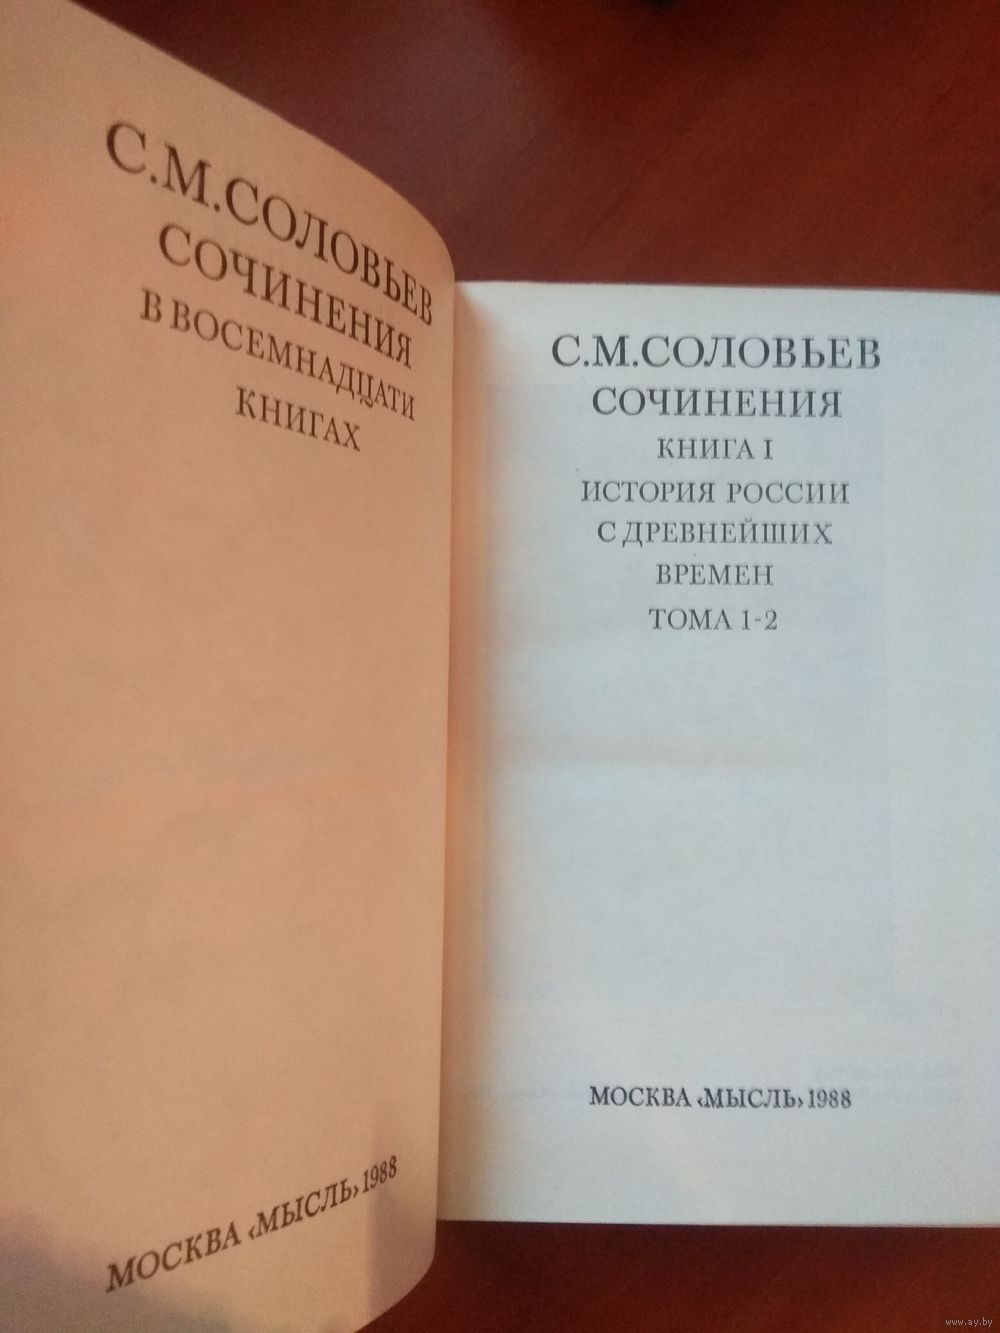 С.М.СОЛОВЬЕВ
СОЧИНЕНИЯ
В ВОСЕМНАДЦАТИ
КНИГАХ
МОСКВА ‹МЫСЛЬ› 1988
С.М.СОЛОВЬЕВ
СОЧИНЕНИЯ
КНИГА I
ИСТОРИЯ РОССИИ
С ДРЕВНЕЙШИХ
ВРЕМЕН
ТОМА 1-2
МОСКВА ‹МЫСЛЬ› 1988
www.ay.by